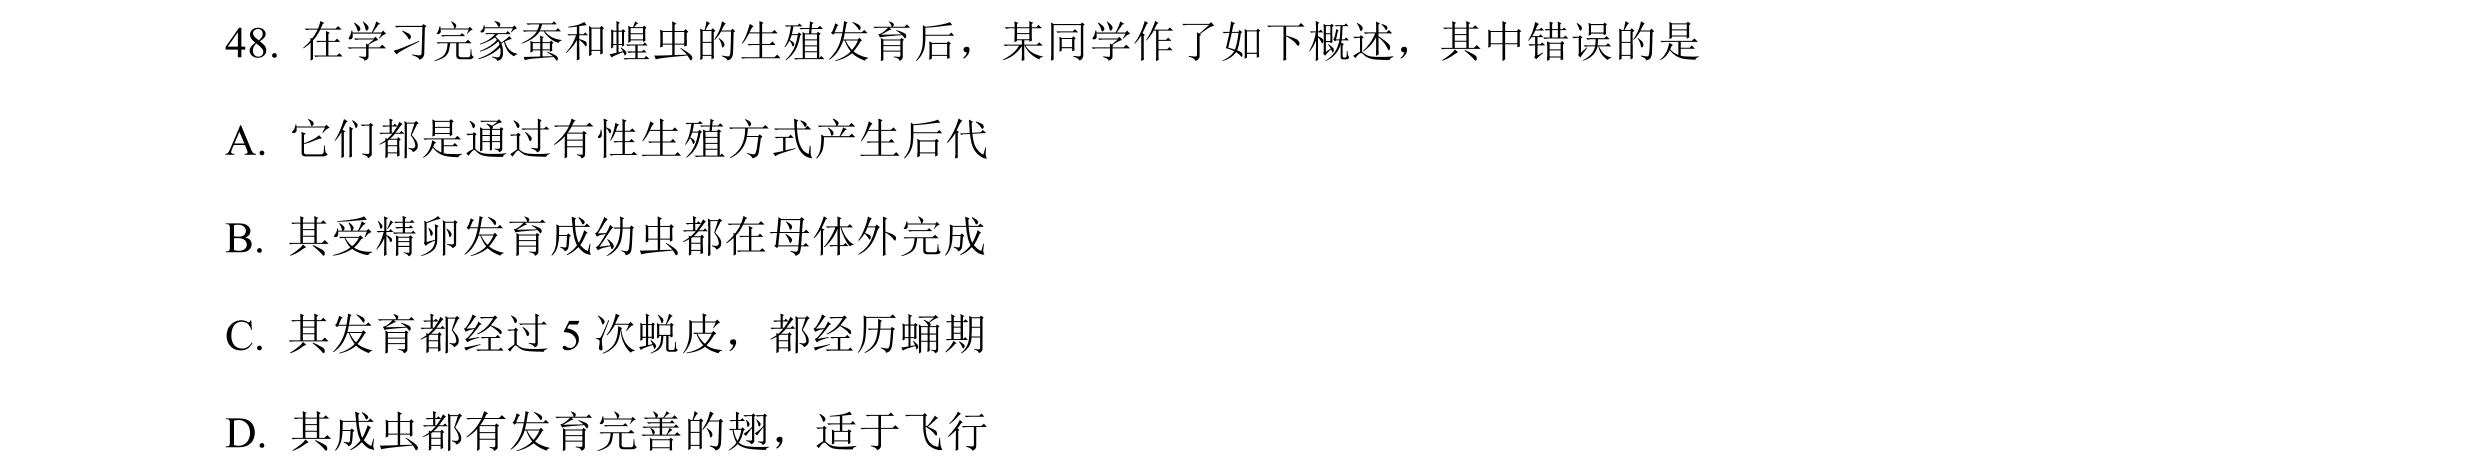 48. 在学习完家蚕和蝗虫的生殖发育后，某同学作了如下概述，其中错误的是
A. 它们都是通过有性生殖方式产生后代
B. 其受精卵发育成幼虫都在母体外完成
C. 其发育都经过 5 次蜕皮，都经历蛹期
D. 其成虫都有发育完善的翅，适于飞行